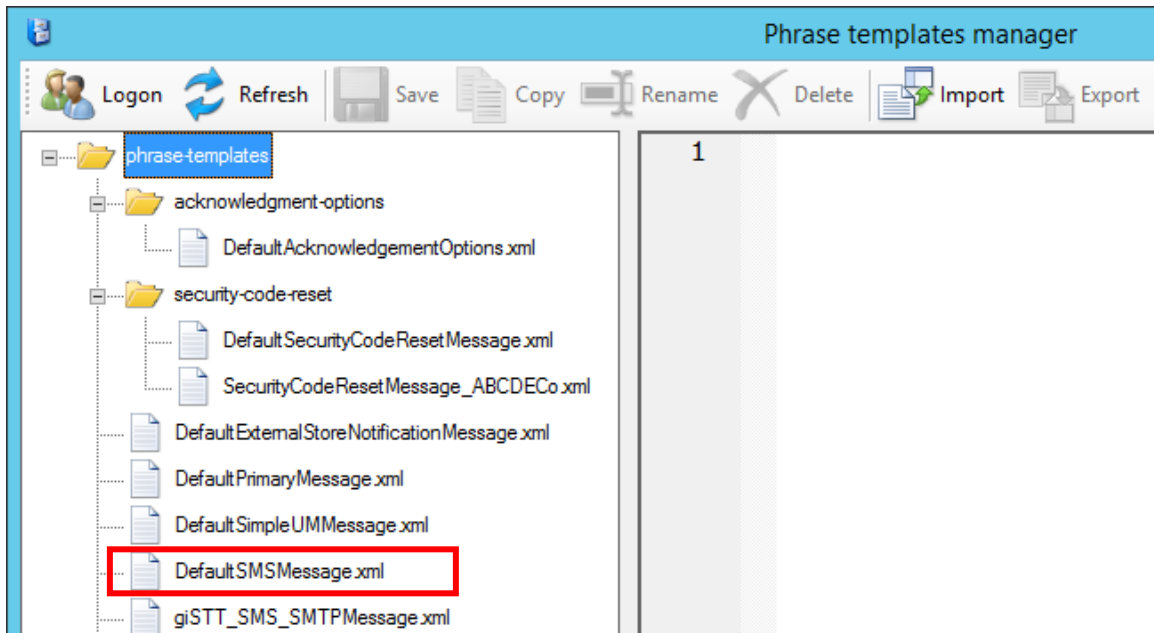 Phrase templates manager
Logon Refresh Save Copy Rename Delete Import Export
phrase-templates
1
acknowledgment-options
DefaultAcknowledgementOptions.xml
security-code-reset
DefaultSecurityCodeResetMessage.xml
SecurityCodeResetMessage_ABCDECo.xml
DefaultExternalStoreNotificationMessage.xml
DefaultPrimaryMessage.xml
DefaultSimpleUMMessage.xml
DefaultSMSMessage.xml
giSTT_SMS_SMTPMessage.xml